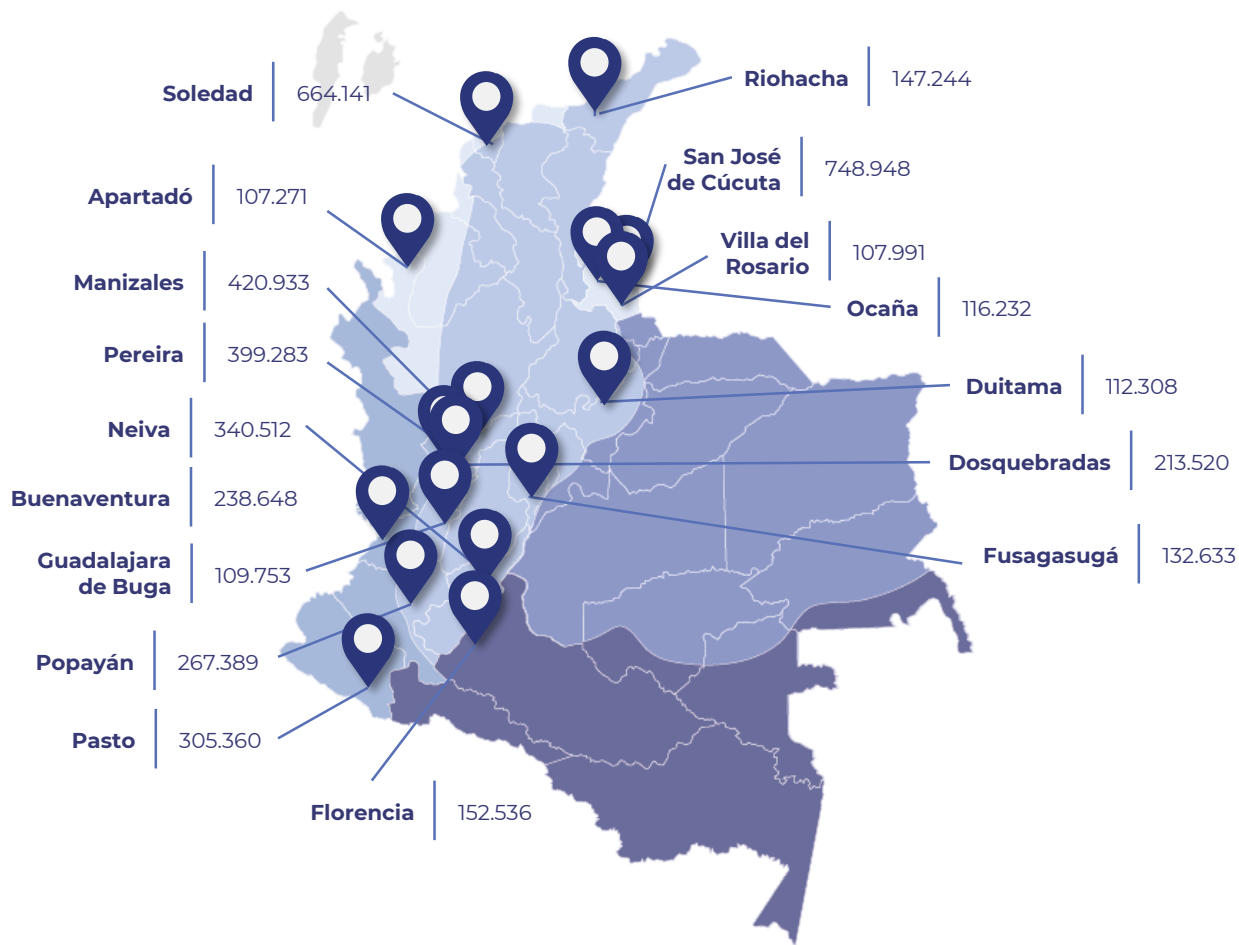 Soledad 664.141
Riohacha 147.244
San José
de Cúcuta 748.948
Apartadó 107.271
Villa del
Rosario 107.991
Manizales 420.933
Ocaña 116.232
Pereira 399.283
Duitama 112.308
Neiva 340.512
Dosquebradas 213.520
Buenaventura 238.648
Fusagasugá 132.633
Guadalajara
de Buga 109.753
Popayán 267.389
Pasto 305.360
Florencia 152.536